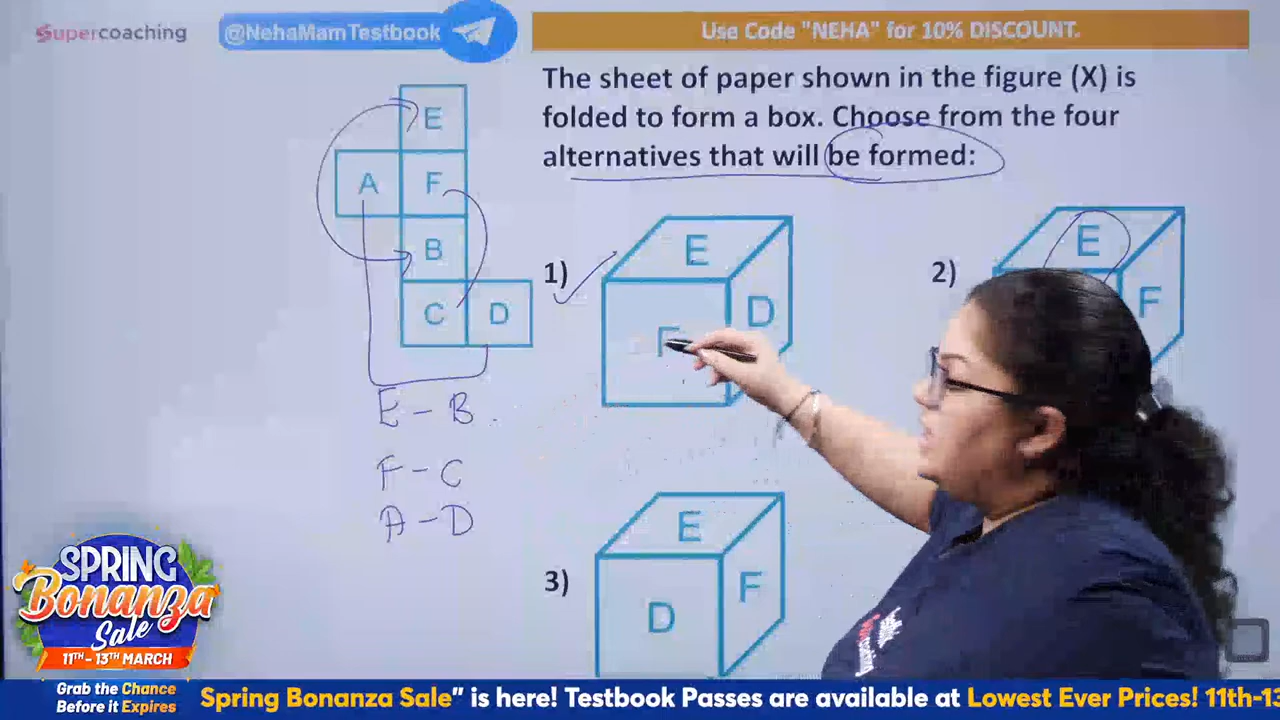 Supercoaching
@NehaMamTestbook
Use Code "NEHA" for 10% DISCOUNT.
The sheet of paper shown in the figure (X) is
folded to form a box. Choose from the four
alternatives that will be formed:
E
A F
B
C D
E – B
F – C
A – D
1)
E
F
D
2)
E
F
3)
E
D
F
SPRING
Bonanza
Sale
11TH - 13TH MARCH
Grab the Chance
Before it Expires
Spring Bonanza Sale” is here! Testbook Passes are available at Lowest Ever Prices! 11th-13